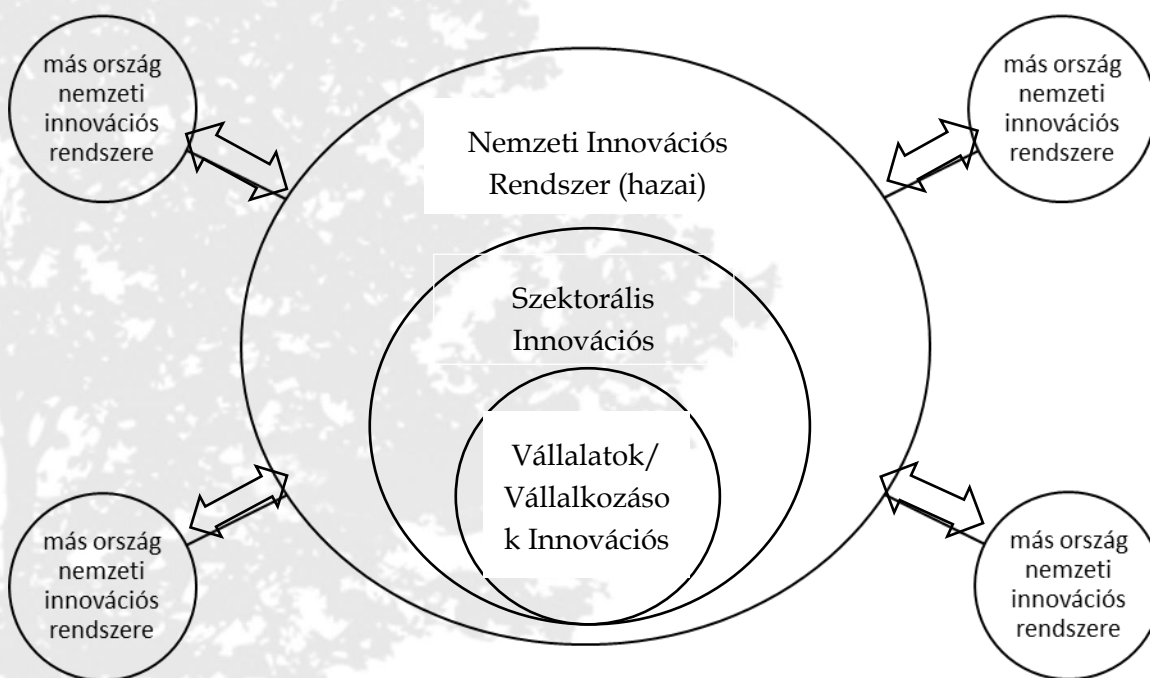 más ország
nemzeti
innovációs
rendszere
más ország
nemzeti
innovációs
rendszere
Nemzeti Innovációs
Rendszer (hazai)
Szektorális
Innovációs
Vállalatok/
Vállalkozáso
k Innovációs
más ország
nemzeti
innovációs
rendszere
más ország
nemzeti
innovációs
rendszere